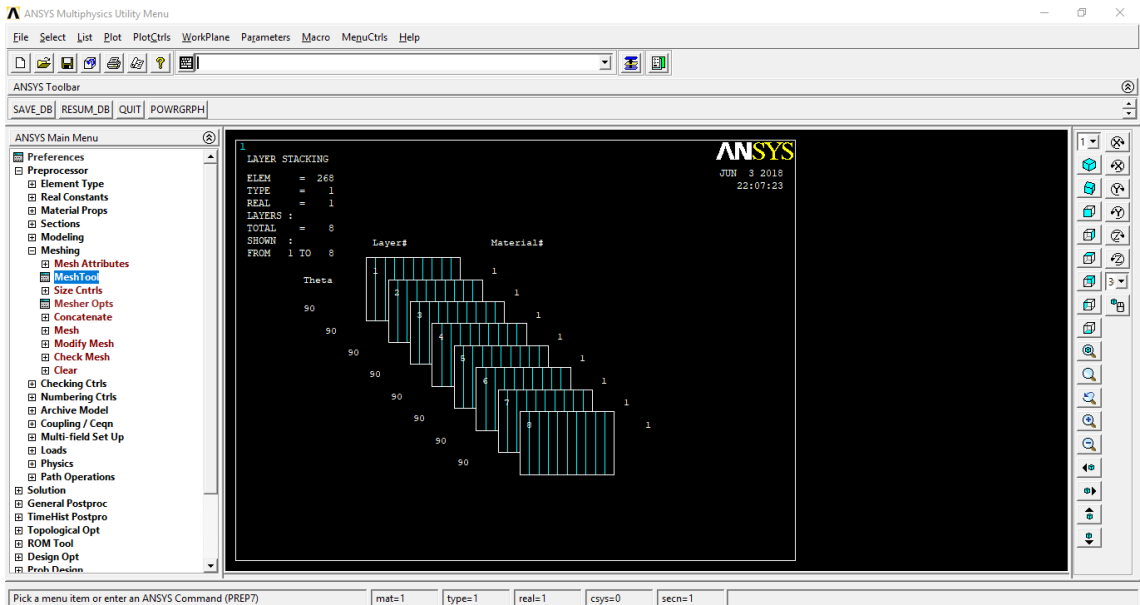 ANSYS Multiphysics Utility Menu
File Select List Plot PlotCtrls WorkPlane Parameters Macro MenuCtrls Help
ANSYS Toolbar
SAVE_DB RESUM_DB QUIT POWRGRPH
ANSYS Main Menu
Preferences
Preprocessor
Element Type
Real Constants
Material Props
Sections
Modeling
Meshing
Mesh Attributes
MeshTool
Size Cntrls
Mesher Opts
Concatenate
Mesh
Modify Mesh
Check Mesh
Clear
Checking Ctrls
Numbering Ctrls
Archive Model
Coupling / Ceqn
Multi-field Set Up
Loads
Physics
Path Operations
Solution
General Postproc
TimeHist Postpro
Topological Opt
ROM Tool
Design Opt
Prob Design
1
LAYER STACKING
ANSYS
JUN 3 2018
22:07:23
ELEM = 268
TYPE = 1
REAL = 1
LAYERS :
TOTAL = 8
SHOWN :
FROM 1 TO 8
Layer# Material#
Theta
1 1
2 1
90 3 1
90 4 1
90 5 1
90 6 1
90 7 1
90 8 1
90
90
1
3
Pick a menu item or enter an ANSYS Command (PREP7) mat=1 type=1 real=1 csys=0 secn=1